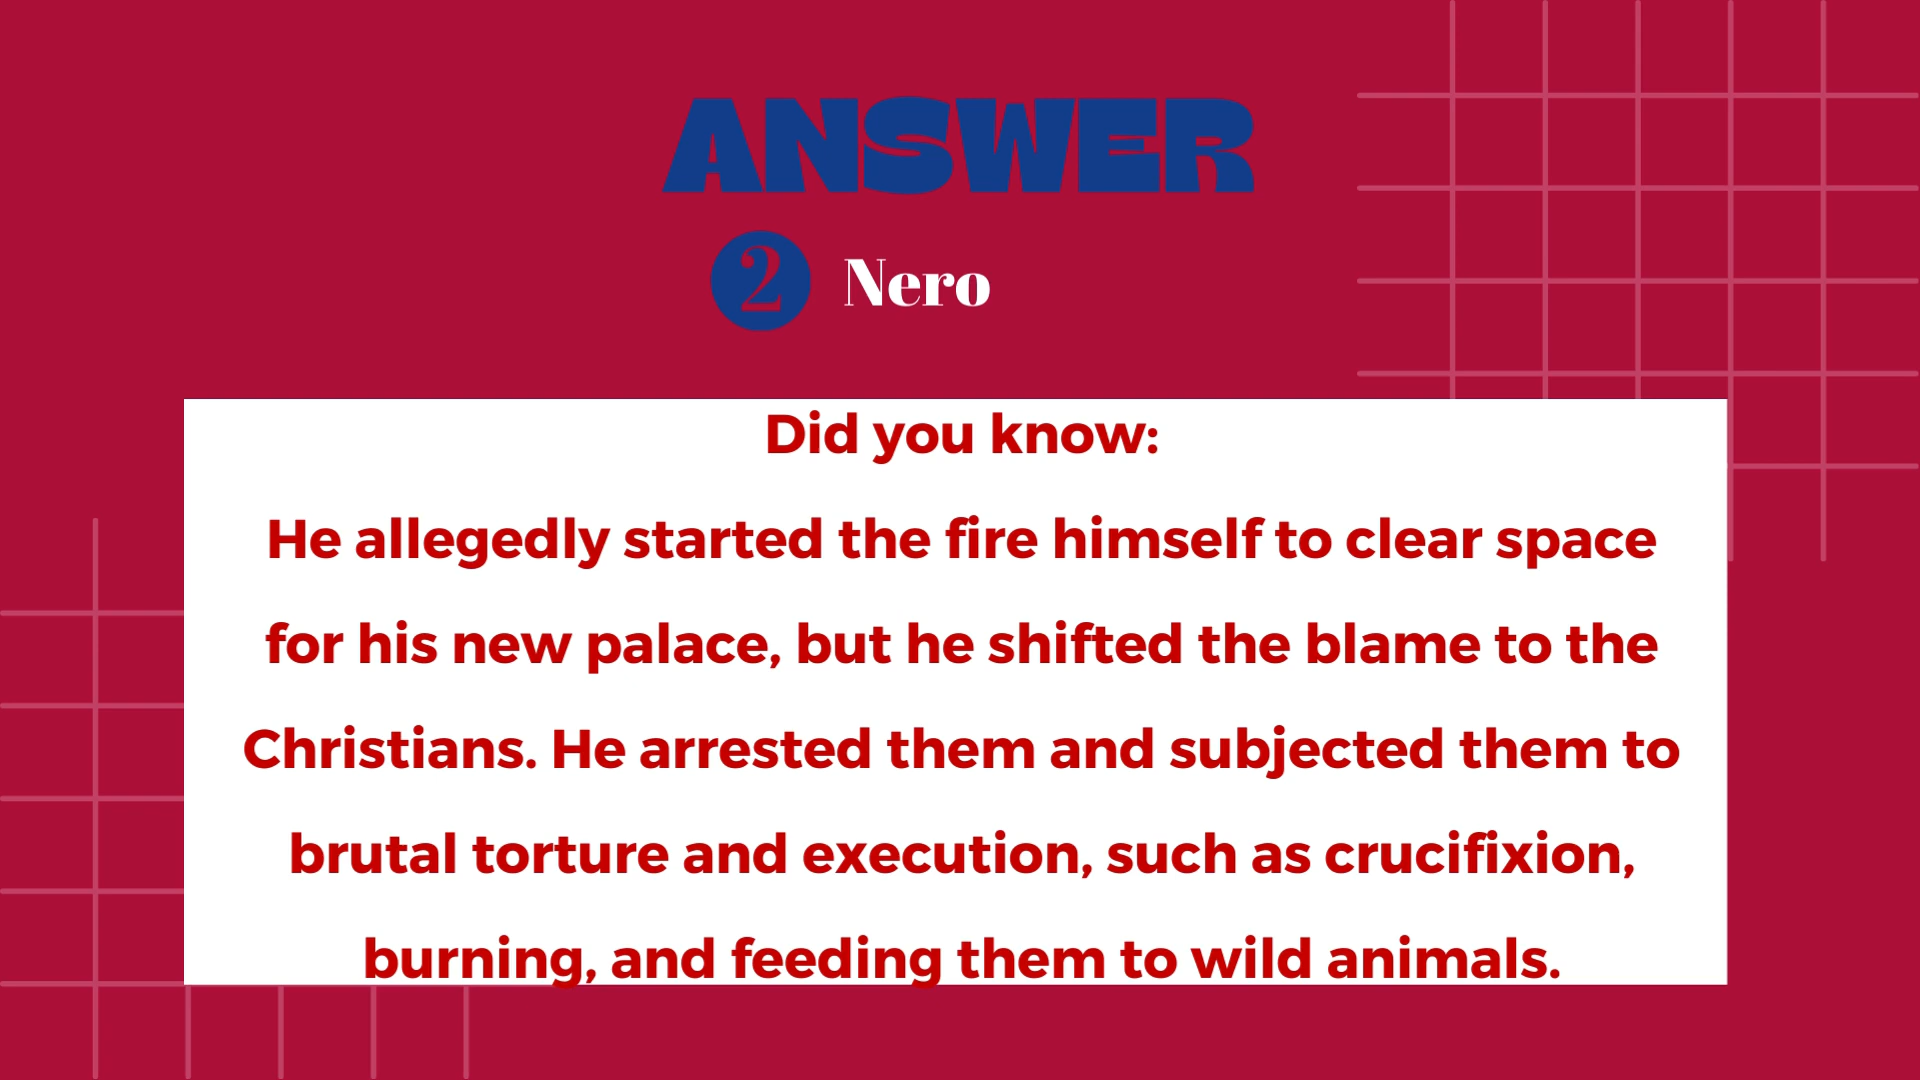 ANSWER
2 Nero
Did you know:
He allegedly started the fire himself to clear space
for his new palace, but he shifted the blame to the
Christians. He arrested them and subjected them to
brutal torture and execution, such as crucifixion,
burning, and feeding them to wild animals.